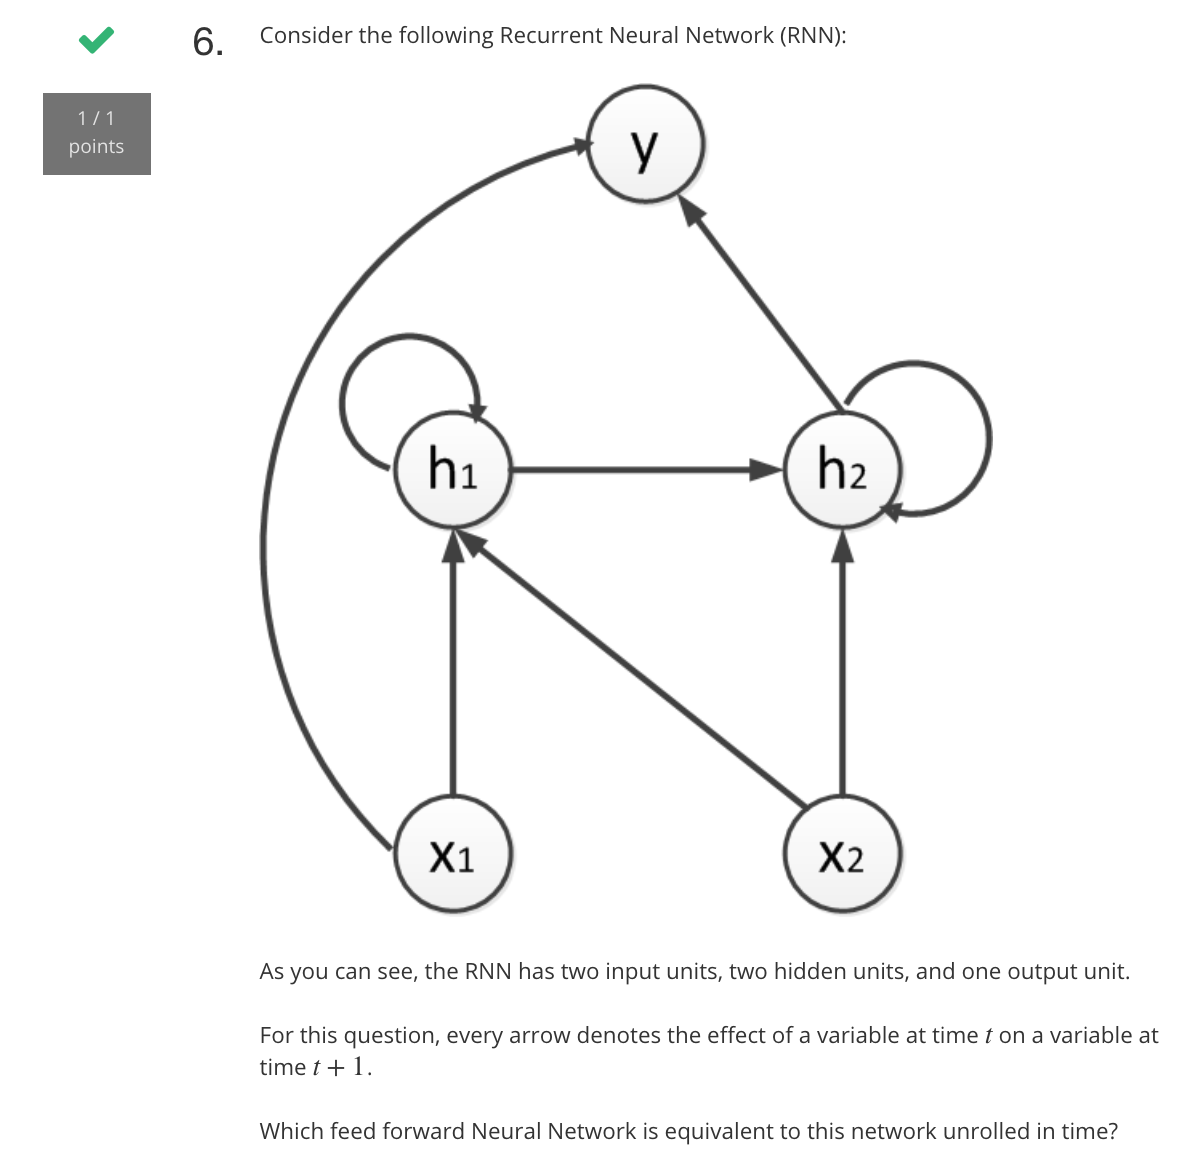 6. Consider the following Recurrent Neural Network (RNN):
1 / 1
points
y
h1
h2
x1
x2
As you can see, the RNN has two input units, two hidden units, and one output unit.
For this question, every arrow denotes the effect of a variable at time t on a variable at
time t + 1.
Which feed forward Neural Network is equivalent to this network unrolled in time?